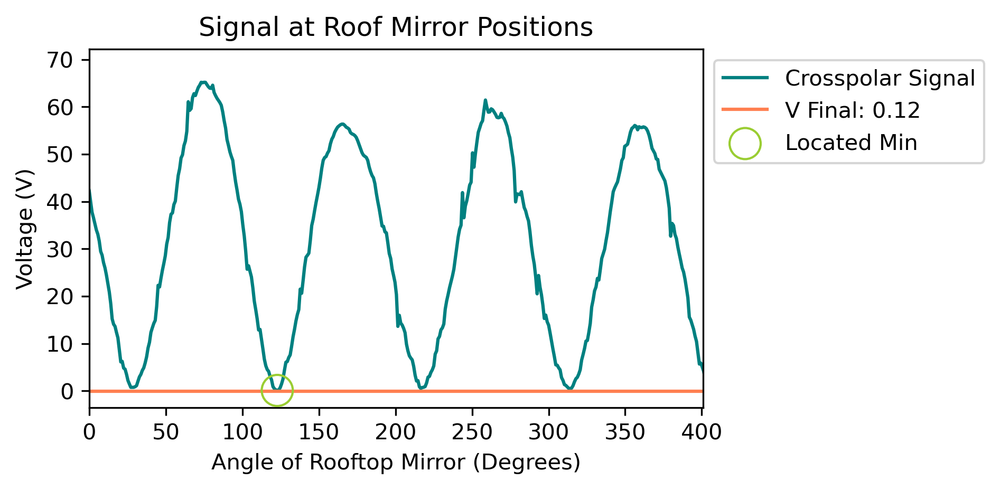 Signal at Roof Mirror Positions
70
60
50
40
30
20
10
0
Voltage (V)
0 50 100 150 200 250 300 350 400
Angle of Rooftop Mirror (Degrees)
Crosspolar Signal
V Final: 0.12
Located Min